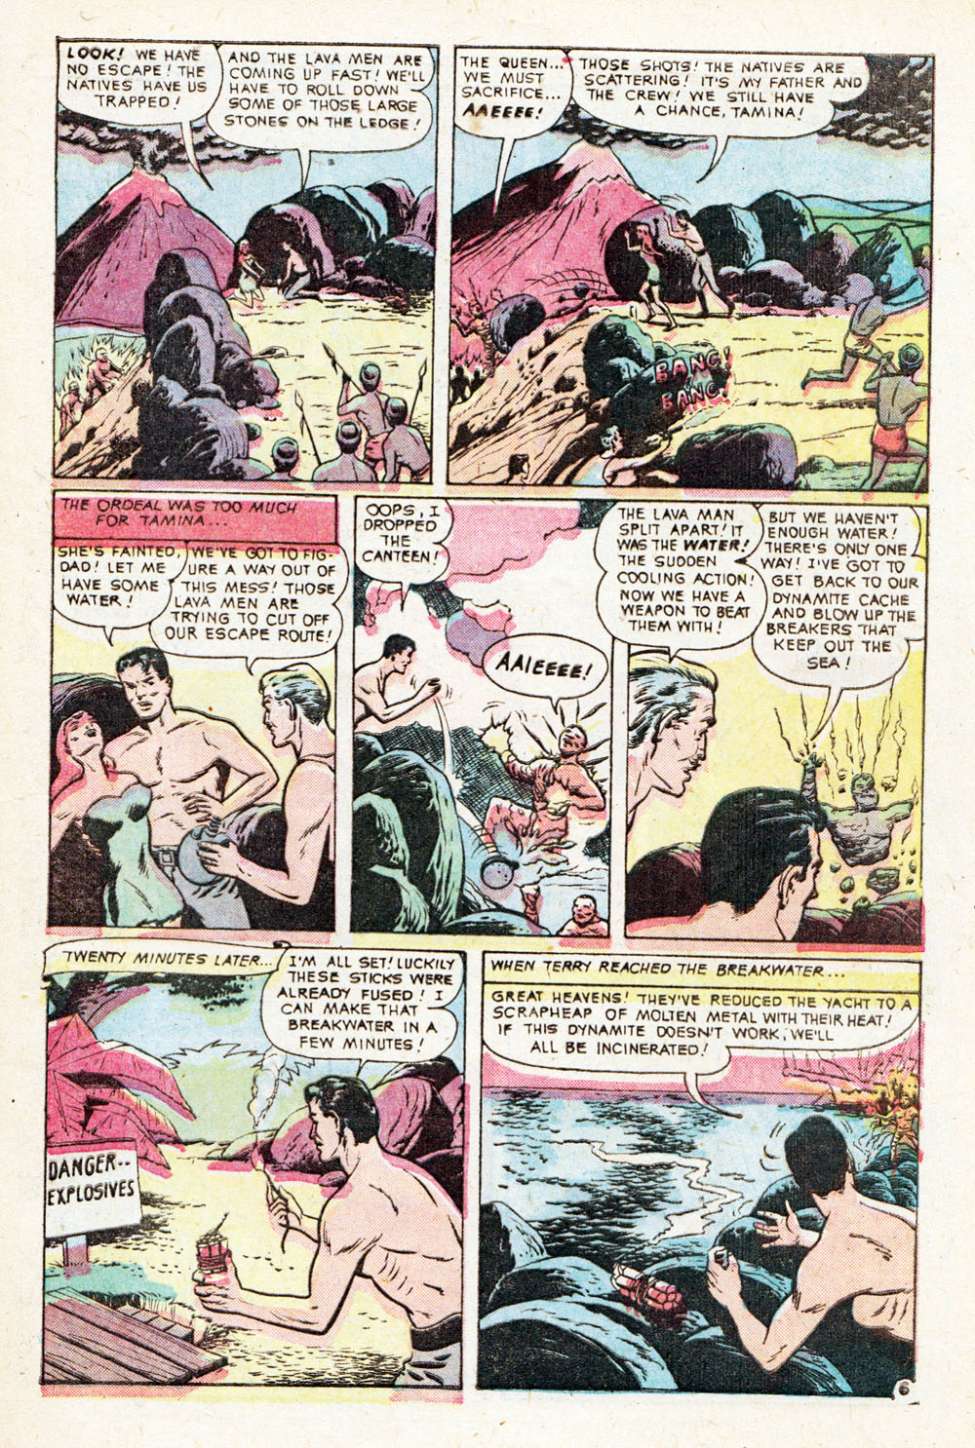 LOOK! WE HAVE
NO ESCAPE! THE
NATIVES HAVE US
TRAPPED!
AND THE LAVA MEN ARE
COMING UP FAST! WE'LL
HAVE TO ROLL DOWN
SOME OF THOSE LARGE
STONES ON THE LEDGE!
THE QUEEN...
WE MUST
SACRIFICE...
AAEEEE!
THOSE SHOTS! THE NATIVES ARE
SCATTERING! IT'S MY FATHER AND
THE CREW! WE STILL HAVE
A CHANCE, TAMINA!
BANG!
BANG!
THE ORDEAL WAS TOO MUCH
FOR TAMINA...
SHE'S FAINTED,
DAD! LET ME
HAVE SOME
WATER!
WE'VE GOT TO FIG-
URE A WAY OUT OF
THIS MESS! THOSE
LAVA MEN ARE
TRYING TO CUT OFF
OUR ESCAPE ROUTE!
OOPS, I
DROPPED
THE
CANTEEN!
AAIEEEE!
THE LAVA MAN
SPLIT APART! IT
WAS THE WATER!
THE SUDDEN
COOLING ACTION!
NOW WE HAVE A
WEAPON TO BEAT
THEM WITH!
BUT WE HAVEN'T
ENOUGH WATER!
THERE'S ONLY ONE
WAY! I'VE GOT TO
GET BACK TO OUR
DYNAMITE CACHE
AND BLOW UP THE
BREAKERS THAT
KEEP OUT THE
SEA!
TWENTY MINUTES LATER...
I'M ALL SET! LUCKILY
THESE STICKS WERE
ALREADY FUSED! I
CAN MAKE THAT
BREAKWATER IN A
FEW MINUTES!
DANGER--
EXPLOSIVES
WHEN TERRY REACHED THE BREAKWATER...
GREAT HEAVENS! THEY'VE REDUCED THE YACHT TO A
SCRAPHEAP OF MOLTEN METAL WITH THEIR HEAT!
IF THIS DYNAMITE DOESN'T WORK, WE'LL
ALL BE INCINERATED!
6